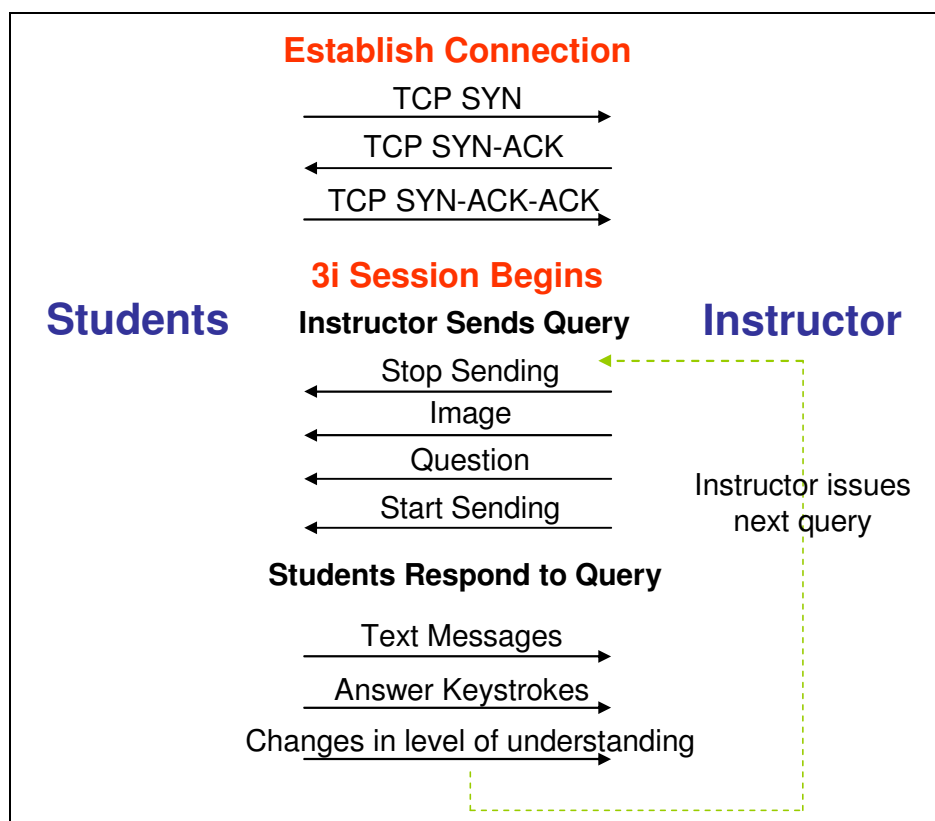 Establish Connection
TCP SYN
TCP SYN-ACK
TCP SYN-ACK-ACK
3i Session Begins
Students
Instructor Sends Query
Instructor
Stop Sending
Image
Question
Start Sending
Instructor issues
next query
Students Respond to Query
Text Messages
Answer Keystrokes
Changes in level of understanding